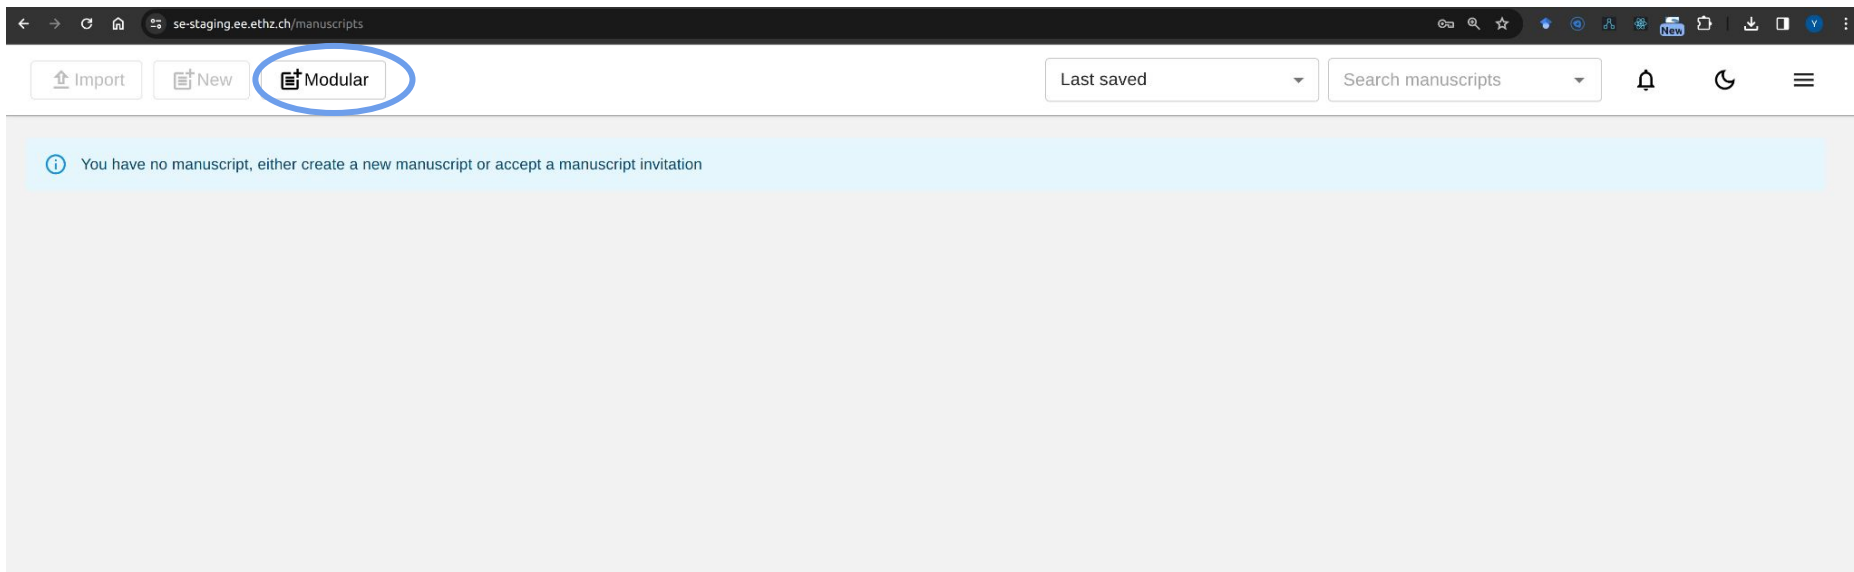 se-staging.ee.ethz.ch/manuscripts
New
Y
Import
New
Modular
Last saved
Search manuscripts
You have no manuscript, either create a new manuscript or accept a manuscript invitation